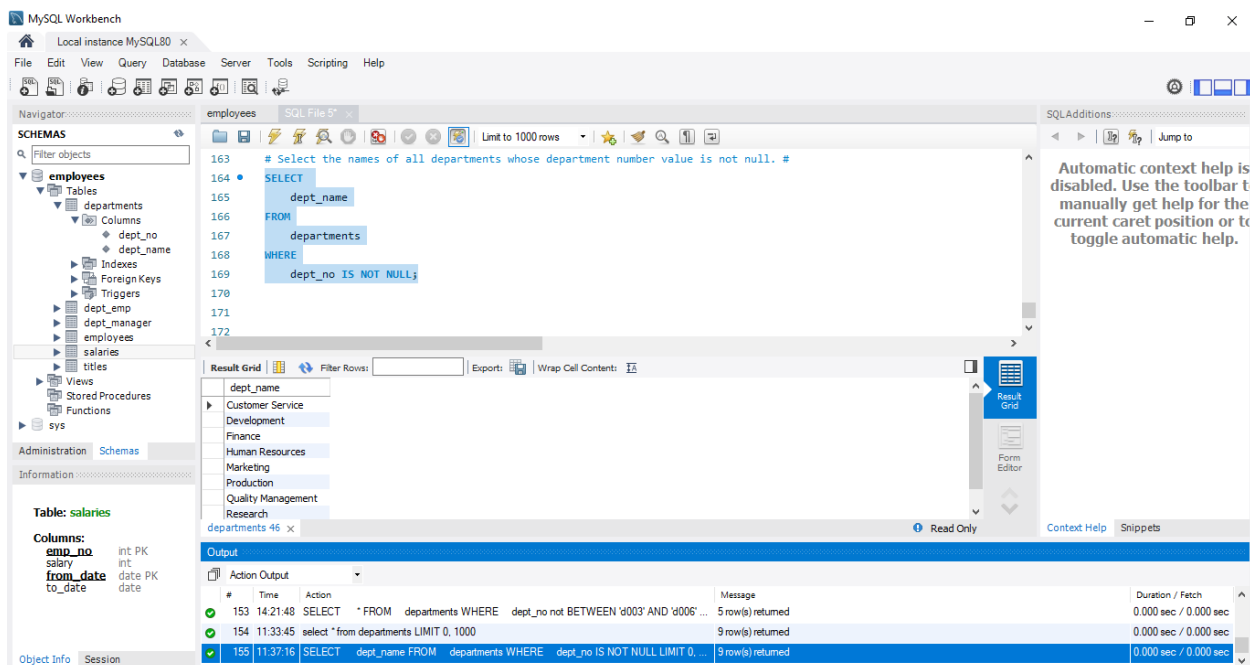 MySQL Workbench
Local instance MySQL80
File Edit View Query Database Server Tools Scripting Help
Navigator
SCHEMAS
Filter objects
employees
Tables
departments
Columns
dept_no
dept_name
Indexes
Foreign Keys
Triggers
dept_emp
dept_manager
employees
salaries
titles
Views
Stored Procedures
Functions
sys
Administration Schemas
Information
Table: salaries
Columns:
emp_no int PK
salary int
from_date date PK
to_date date
Object Info Session
employees SQL File 5*
Limit to 1000 rows
163 # Select the names of all departments whose department number value is not null. #
164 SELECT
165 dept_name
166 FROM
167 departments
168 WHERE
169 dept_no IS NOT NULL;
170
171
172
Result Grid Filter Rows: Export: Wrap Cell Content:
dept_name
Customer Service
Development
Finance
Human Resources
Marketing
Production
Quality Management
Research
Result
Grid
Form
Editor
departments 46 Read Only
Output
Action Output
# Time Action Message Duration / Fetch
153 14:21:48 SELECT * FROM departments WHERE dept_no not BETWEEN 'd003' AND 'd006' ... 5 row(s) returned 0.000 sec / 0.000 sec
154 11:33:45 select * from departments LIMIT 0, 1000 9 row(s) returned 0.000 sec / 0.000 sec
155 11:37:16 SELECT dept_name FROM departments WHERE dept_no IS NOT NULL LIMIT 0, ... 9 row(s) returned 0.000 sec / 0.000 sec
SQLAdditions
Jump to
Automatic context help is
disabled. Use the toolbar t
manually get help for the
current caret position or to
toggle automatic help.
Context Help Snippets